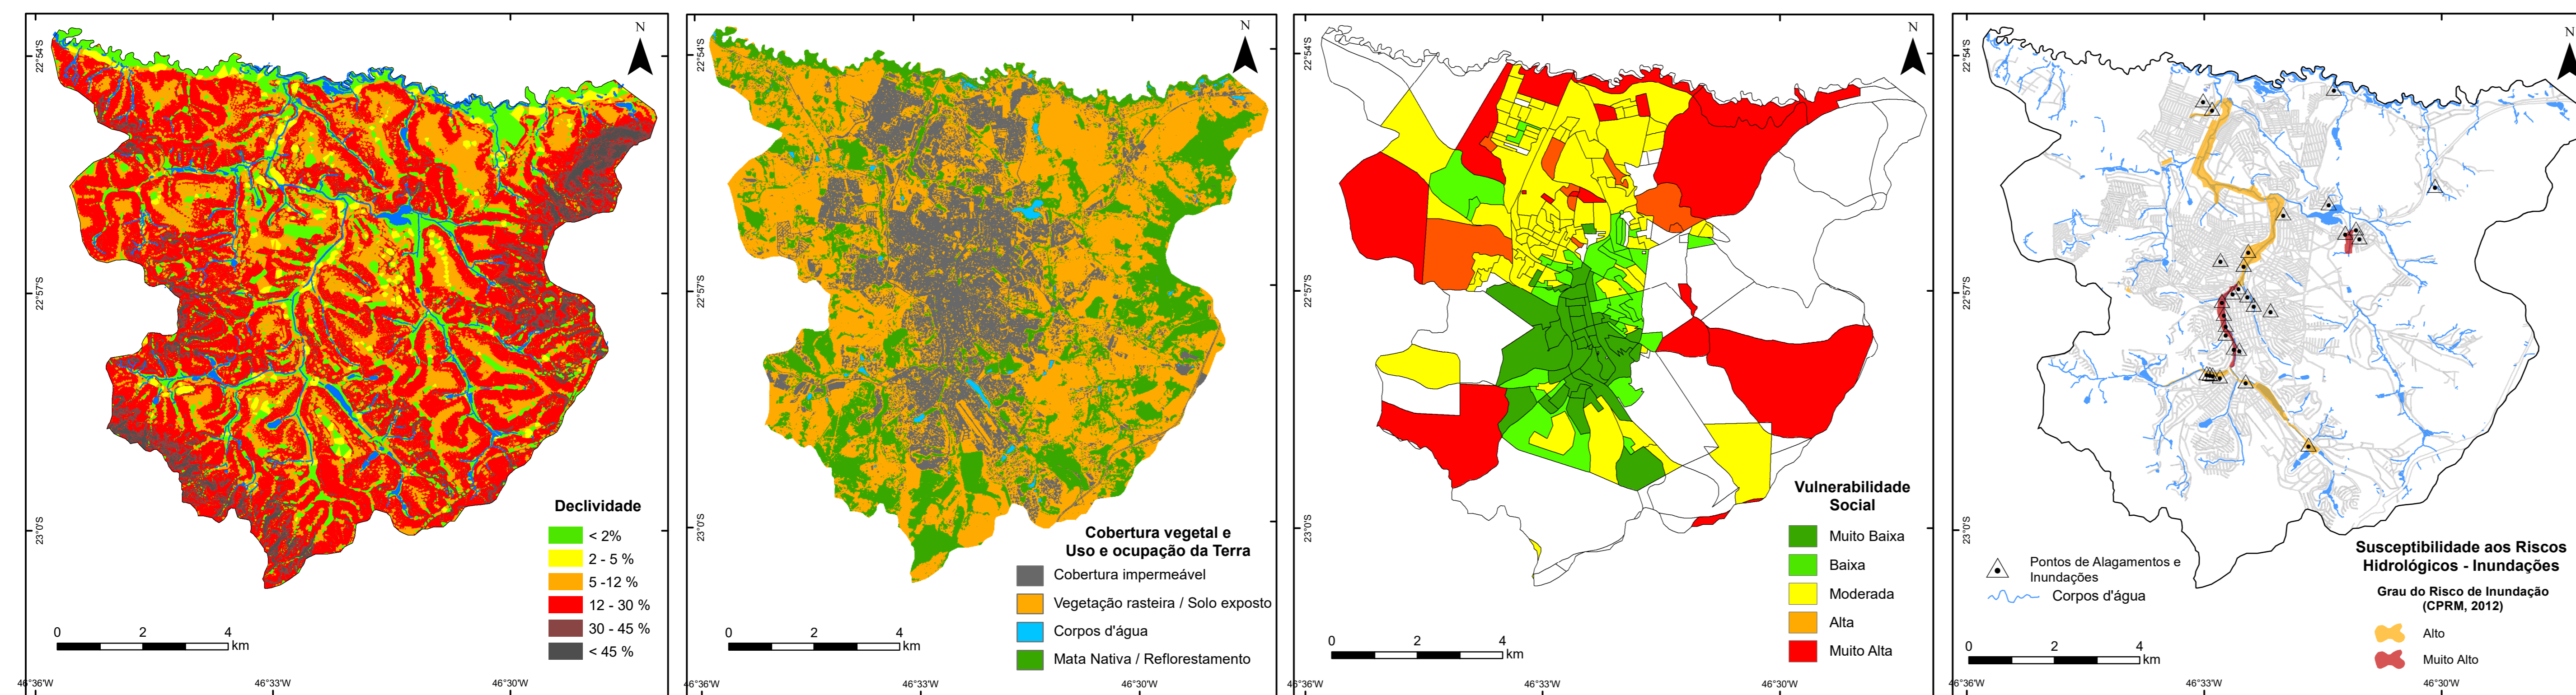 N
22°54'S
22°57'S
23°0'S
Declividade
< 2%
2 - 5 %
5 -12 %
12 - 30 %
30 - 45 %
< 45 %
0 2 4
km
46°36'W 46°33'W 46°30'W
N
22°54'S
22°57'S
23°0'S
Cobertura vegetal e
Uso e ocupação da Terra
Cobertura impermeável
Vegetação rasteira / Solo exposto
Corpos d'água
Mata Nativa / Reflorestamento
0 2 4
km
46°36'W 46°33'W 46°30'W
N
22°54'S
22°57'S
23°0'S
Vulnerabilidade
Social
Muito Baixa
Baixa
Moderada
Alta
Muito Alta
0 2 4
km
46°36'W 46°33'W 46°30'W
N
22°54'S
22°57'S
23°0'S
Pontos de Alagamentos e
Inundações
Corpos d'água
Susceptibilidade aos Riscos
Hidrológicos - Inundações
Grau do Risco de Inundação
(CPRM, 2012)
Alto
Muito Alto
0 2 4
km
46°36'W 46°33'W 46°30'W